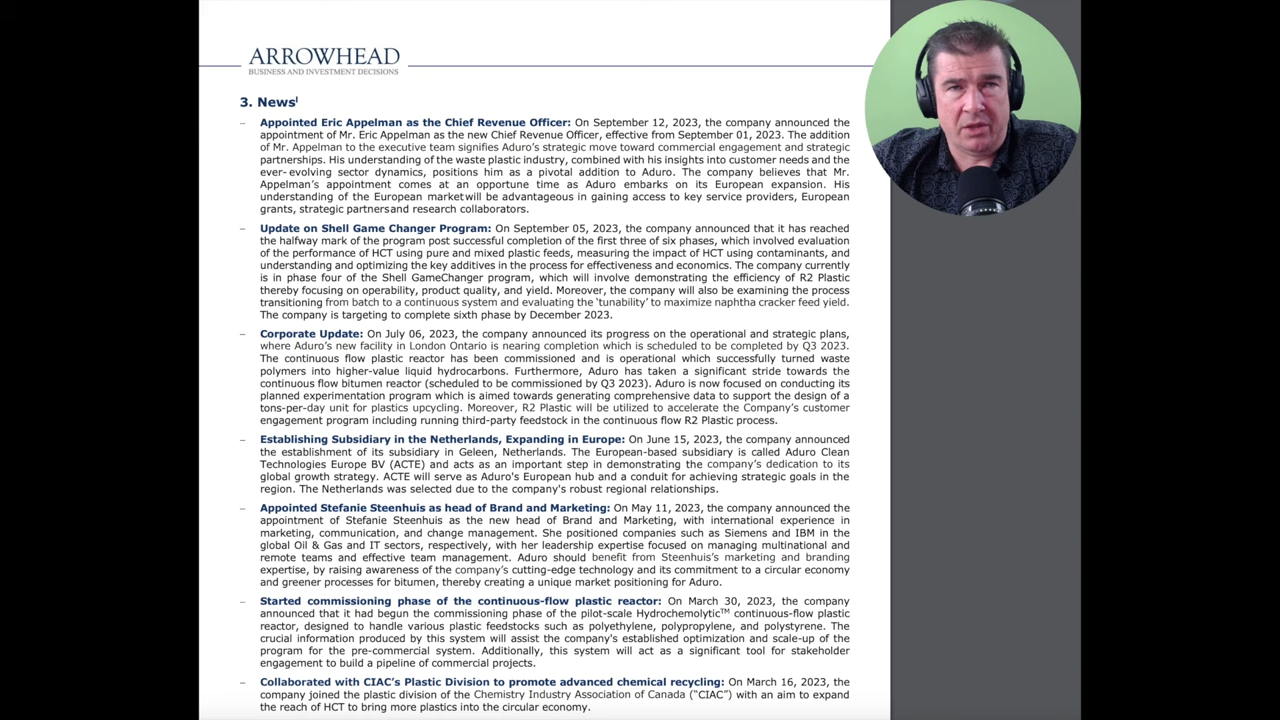 ARROWHEAD
BUSINESS AND INVESTMENT DECISIONS
3. Newsⁱ
– Appointed Eric Appelman as the Chief Revenue Officer: On September 12, 2023, the company announced the
appointment of Mr. Eric Appelman as the new Chief Revenue Officer, effective from September 01, 2023. The addition
of Mr. Appelman to the executive team signifies Aduro's strategic move toward commercial engagement and strategic
partnerships. His understanding of the waste plastic industry, combined with his insights into customer needs and the
ever-evolving sector dynamics, positions him as a pivotal addition to Aduro. The company believes that Mr.
Appelman's appointment comes at an opportune time as Aduro embarks on its European expansion. His
understanding of the European market will be advantageous in gaining access to key service providers, European
grants, strategic partners and research collaborators.
– Update on Shell Game Changer Program: On September 05, 2023, the company announced that it has reached
the halfway mark of the program post successful completion of the first three of six phases, which involved evaluation
of the performance of HCT using pure and mixed plastic feeds, measuring the impact of HCT using contaminants, and
understanding and optimizing the key additives in the process for effectiveness and economics. The company currently
is in phase four of the Shell GameChanger program, which will involve demonstrating the efficiency of R2 Plastic
thereby focusing on operability, product quality, and yield. Moreover, the company will also be examining the process
transitioning from batch to a continuous system and evaluating the 'tunability' to maximize naphtha cracker feed yield.
The company is targeting to complete sixth phase by December 2023.
– Corporate Update: On July 06, 2023, the company announced its progress on the operational and strategic plans,
where Aduro's new facility in London Ontario is nearing completion which is scheduled to be completed by Q3 2023.
The continuous flow plastic reactor has been commissioned and is operational which successfully turned waste
polymers into higher-value liquid hydrocarbons. Furthermore, Aduro has taken a significant stride towards the
continuous flow bitumen reactor (scheduled to be commissioned by Q3 2023). Aduro is now focused on conducting its
planned experimentation program which is aimed towards generating comprehensive data to support the design of a
tons-per-day unit for plastics upcycling. Moreover, R2 Plastic will be utilized to accelerate the Company's customer
engagement program including running third-party feedstock in the continuous flow R2 Plastic process.
– Establishing Subsidiary in the Netherlands, Expanding in Europe: On June 15, 2023, the company announced
the establishment of its subsidiary in Geleen, Netherlands. The European-based subsidiary is called Aduro Clean
Technologies Europe BV (ACTE) and acts as an important step in demonstrating the company's dedication to its
global growth strategy. ACTE will serve as Aduro's European hub and a conduit for achieving strategic goals in the
region. The Netherlands was selected due to the company's robust regional relationships.
– Appointed Stefanie Steenhuis as head of Brand and Marketing: On May 11, 2023, the company announced the
appointment of Stefanie Steenhuis as the new head of Brand and Marketing, with international experience in
marketing, communication, and change management. She positioned companies such as Siemens and IBM in the
global Oil & Gas and IT sectors, respectively, with her leadership expertise focused on managing multinational and
remote teams and effective team management. Aduro should benefit from Steenhuis's marketing and branding
expertise, by raising awareness of the company's cutting-edge technology and its commitment to a circular economy
and greener processes for bitumen, thereby creating a unique market positioning for Aduro.
– Started commissioning phase of the continuous-flow plastic reactor: On March 30, 2023, the company
announced that it had begun the commissioning phase of the pilot-scale Hydrochemolytic™ continuous-flow plastic
reactor, designed to handle various plastic feedstocks such as polyethylene, polypropylene, and polystyrene. The
crucial information produced by this system will assist the company's established optimization and scale-up of the
program for the pre-commercial system. Additionally, this system will act as a significant tool for stakeholder
engagement to build a pipeline of commercial projects.
– Collaborated with CIAC's Plastic Division to promote advanced chemical recycling: On March 16, 2023, the
company joined the plastic division of the Chemistry Industry Association of Canada ("CIAC") with an aim to expand
the reach of HCT to bring more plastics into the circular economy.